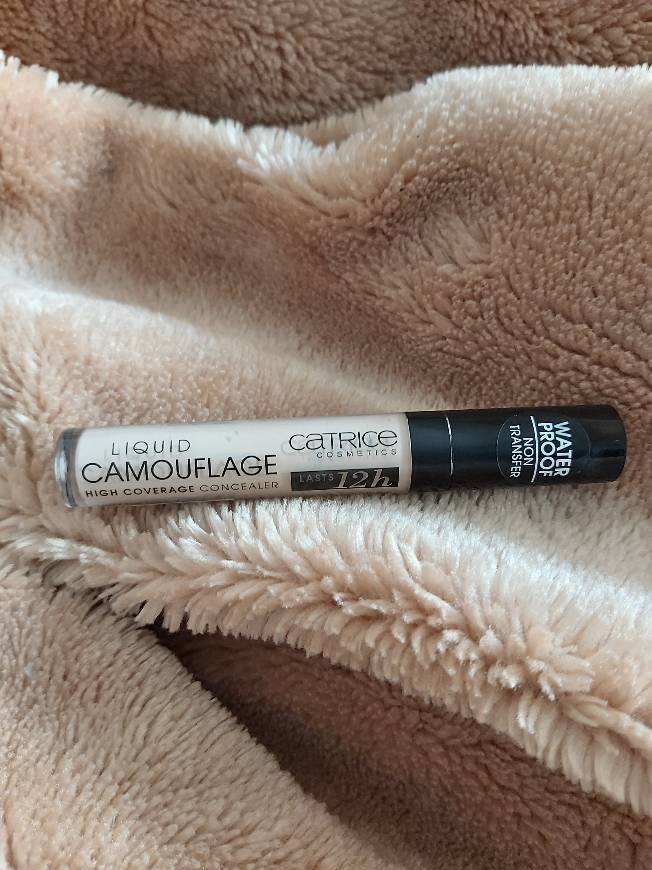 LIQUID
CAMOUFLAGE
HIGH COVERAGE CONCEALER
CATRICE
COSMETICS
LASTS 12h
WATER
PROOF
NON
TRANSFER